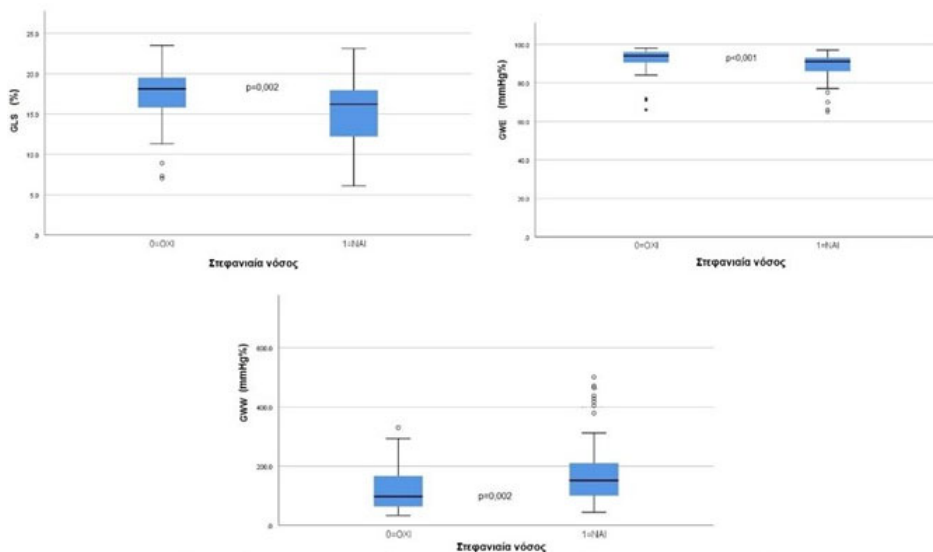 25.0
20.0
p=0,002
GLS (%)
15.0
10.0
5.0
.0
0=ΟΧΙ 1=ΝΑΙ
Στεφανιαία νόσος
100.0
p<0,001
GWE (mmHg%)
80.0
60.0
40.0
20.0
.0
0=ΟΧΙ 1=ΝΑΙ
Στεφανιαία νόσος
600.0
GWW (mmHg%)
400.0
200.0
p=0,002
.0
0=ΟΧΙ 1=ΝΑΙ
Στεφανιαία νόσος